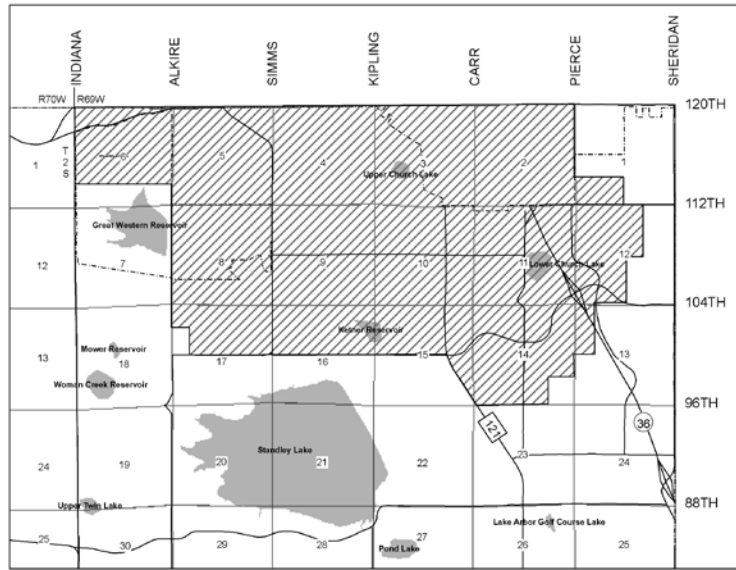 INDIANA
ALKIRE
SIMMS
KIPLING
CARR
PIERCE
SHERIDAN
R70W R69W
120TH
1
T
2
S
6
5
4
3
2
1
Upper Church Lake
112TH
Great Western Reservoir
12
7
8
9
10
11
Lower Church Lake
12
104TH
Ketner Reservoir
Mower Reservoir
13
18
17
16
15
14
13
Woman Creek Reservoir
96TH
121
36
Standley Lake
24
19
20
21
22
23
24
Upper Twin Lake
88TH
Lake Arbor Golf Course Lake
25
30
29
28
27
26
25
Pond Lake